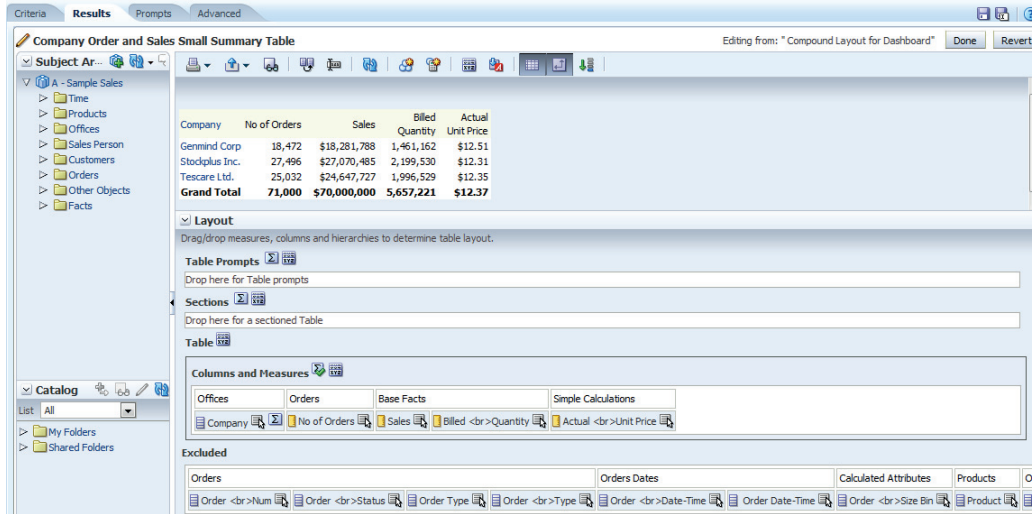 Criteria Results Prompts Advanced
Company Order and Sales Small Summary Table Editing from: "Compound Layout for Dashboard" Done Revert
Subject Ar...
A - Sample Sales
Time
Products
Offices
Sales Person
Customers
Orders
Other Objects
Facts
Company No of Orders Sales Billed Quantity Actual Unit Price
Genmind Corp 18,472 $18,281,788 1,461,162 $12.51
Stockplus Inc. 27,496 $27,070,485 2,199,530 $12.31
Tescare Ltd. 25,032 $24,647,727 1,996,529 $12.35
Grand Total 71,000 $70,000,000 5,657,221 $12.37
Layout
Drag/drop measures, columns and hierarchies to determine table layout.
Table Prompts
Drop here for Table prompts
Sections
Drop here for a sectioned Table
Table
Columns and Measures
Offices Orders Base Facts Simple Calculations
Company No of Orders Sales Billed <br>Quantity Actual <br>Unit Price
Catalog
List All
My Folders
Shared Folders
Excluded
Orders Orders Dates Calculated Attributes Products
Order <br>Num Order <br>Status Order Type Order <br>Type Order <br>Date-Time Order Date-Time Order <br>Size Bin Product